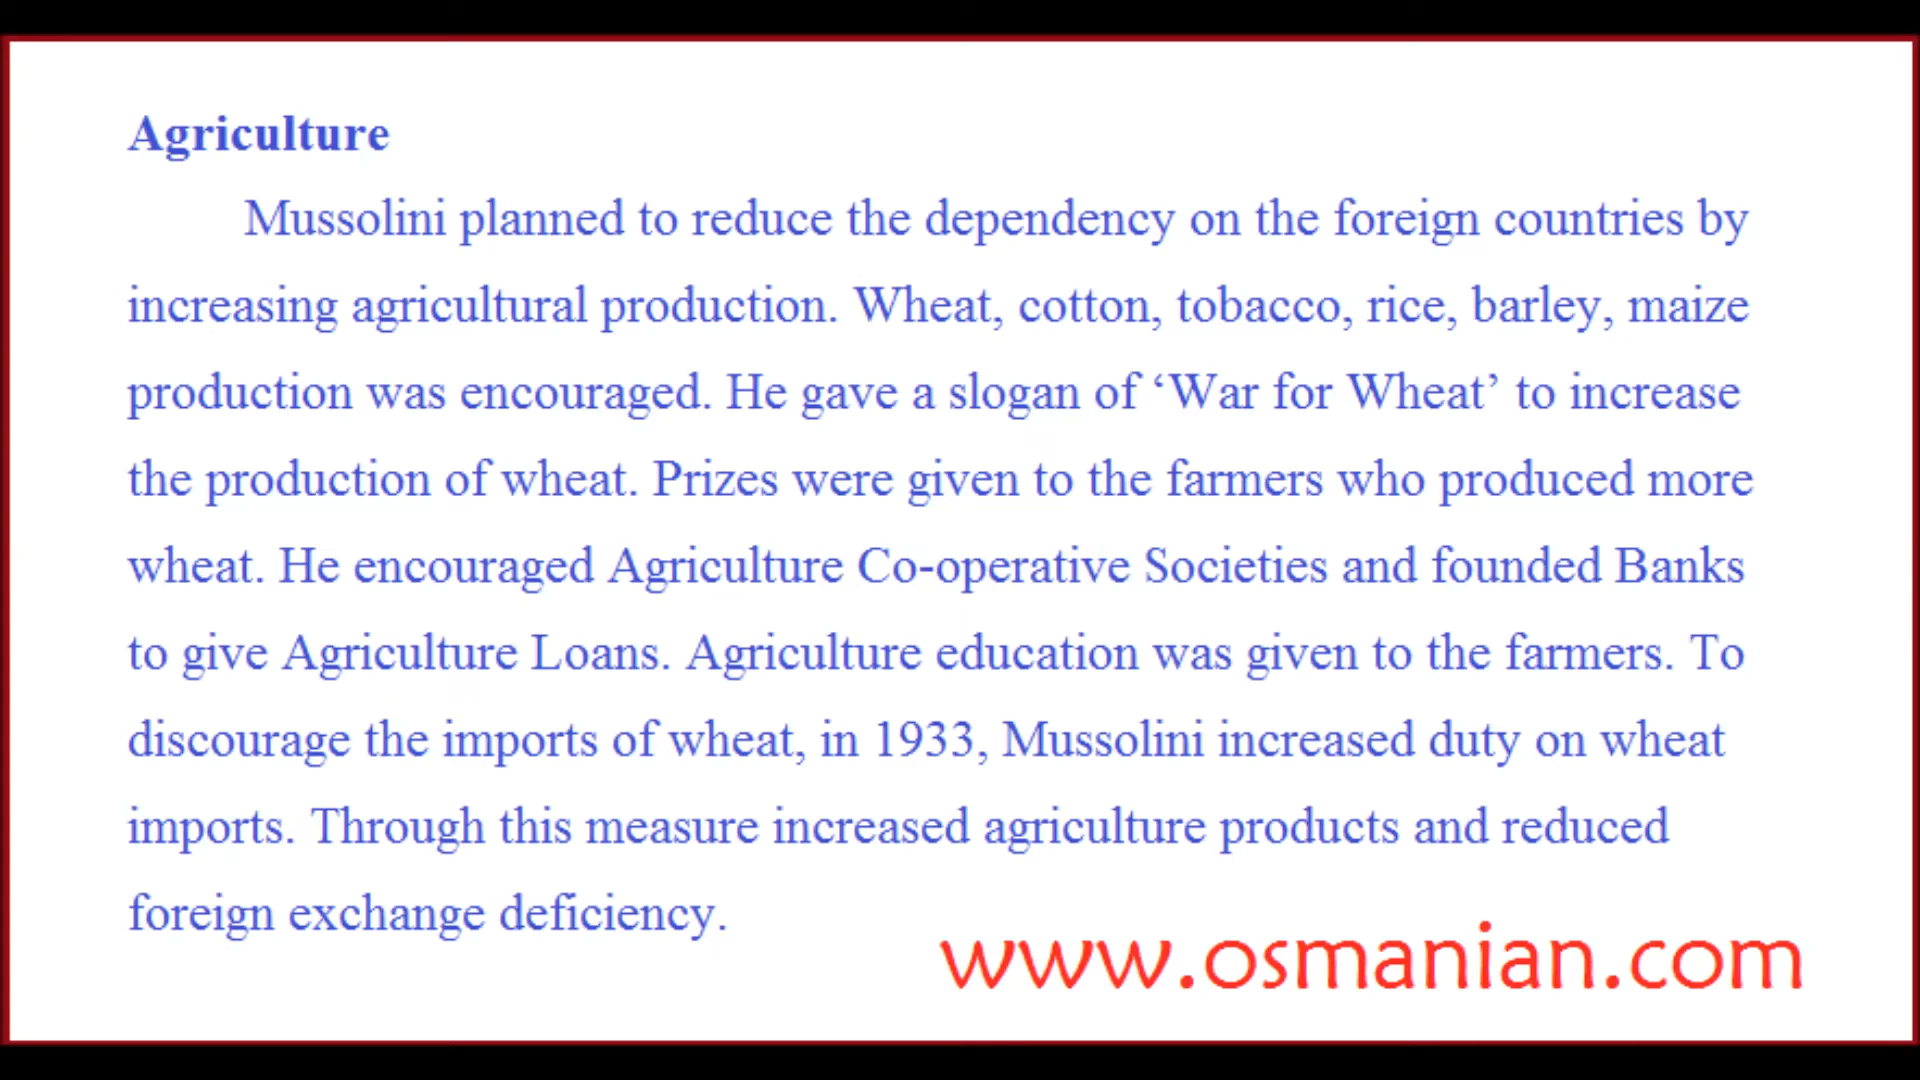 Agriculture
Mussolini planned to reduce the dependency on the foreign countries by
increasing agricultural production. Wheat, cotton, tobacco, rice, barley, maize
production was encouraged. He gave a slogan of ‘War for Wheat’ to increase
the production of wheat. Prizes were given to the farmers who produced more
wheat. He encouraged Agriculture Co-operative Societies and founded Banks
to give Agriculture Loans. Agriculture education was given to the farmers. To
discourage the imports of wheat, in 1933, Mussolini increased duty on wheat
imports. Through this measure increased agriculture products and reduced
foreign exchange deficiency.
www.osmanian.com